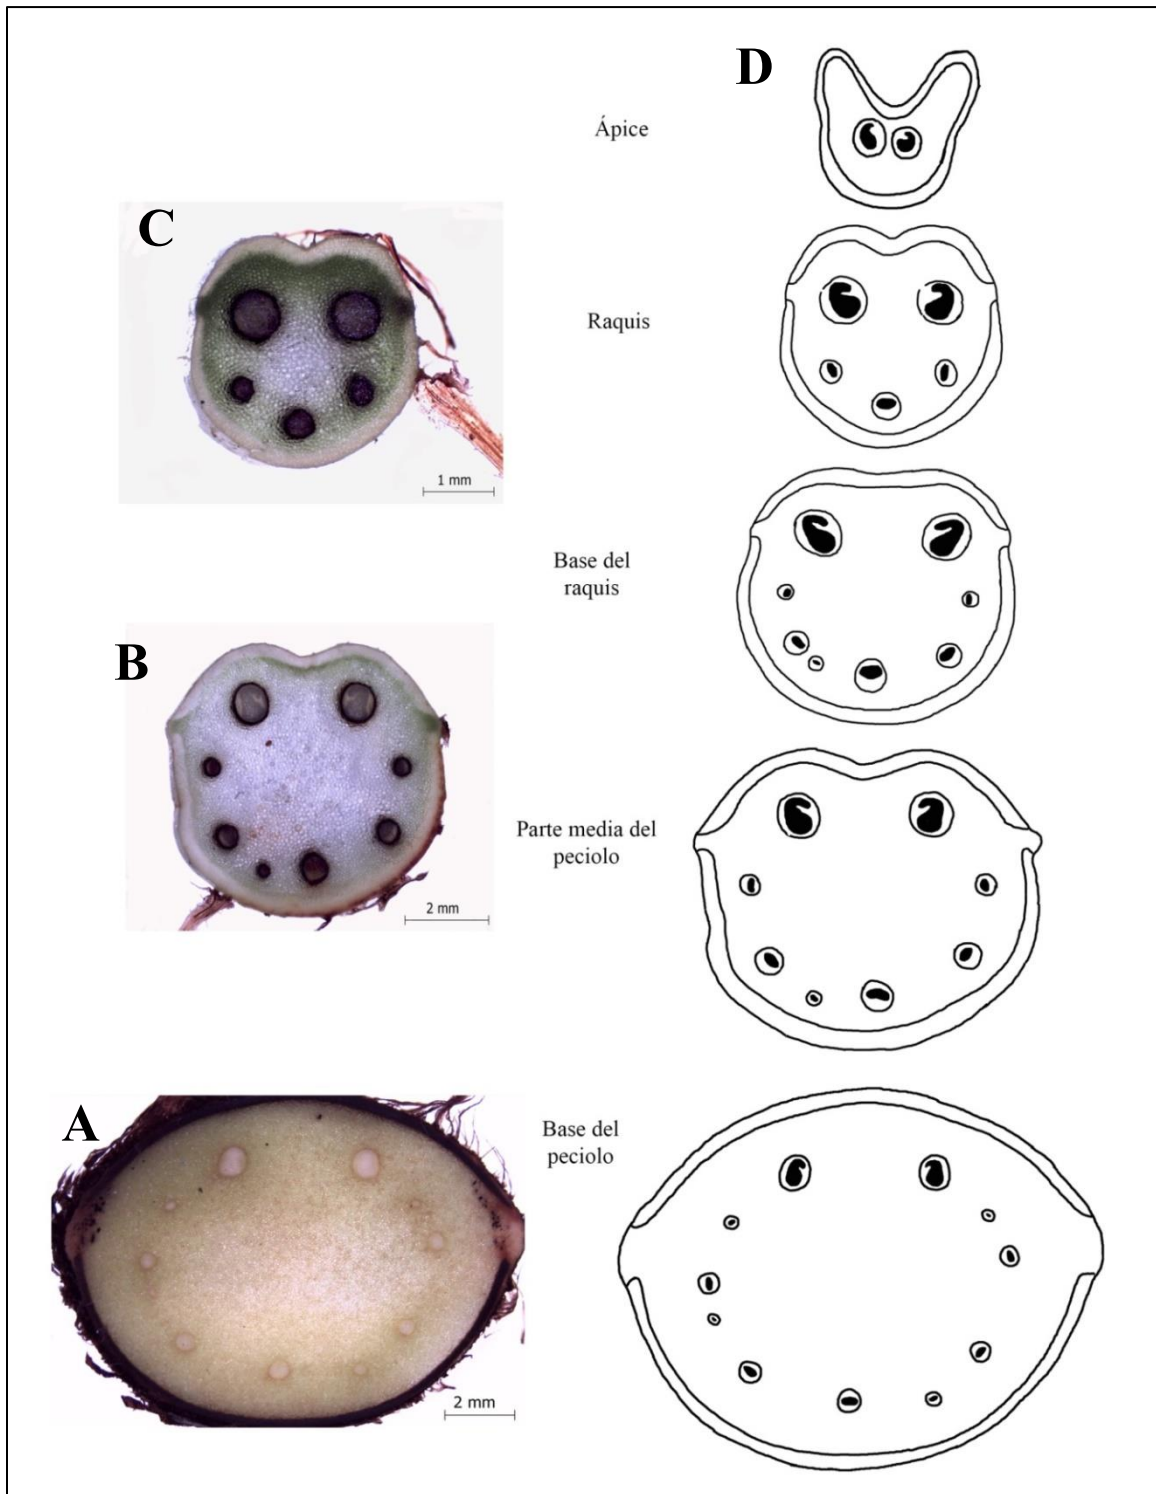 D
Ápice
C
Raquis
1 mm
Base del
raquis
B
Parte media del
peciolo
2 mm
A
Base del
peciolo
2 mm